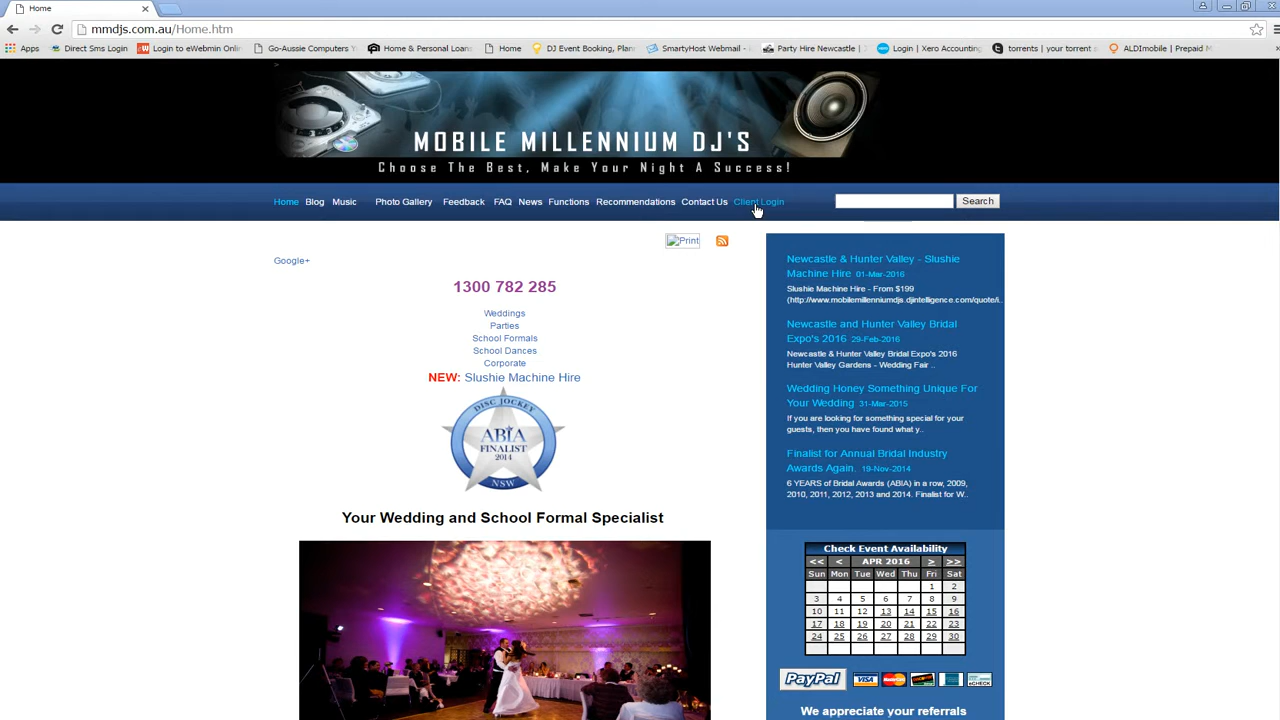 Home
mmdjs.com.au/Home.htm
Apps Direct Sms Login Login to eWebmin Onlin Go-Aussie Computers Y Home & Personal Loans Home DJ Event Booking, Plan SmartyHost Webmail - Party Hire Newcastle | Login | Xero Accounting torrents | your torrent s ALDImobile | Prepaid M
>
MOBILE MILLENNIUM DJ'S
Choose The Best, Make Your Night A Success!
Home Blog Music Photo Gallery Feedback FAQ News Functions Recommendations Contact Us Client Login Search
Print
Google+
1300 782 285
Weddings
Parties
School Formals
School Dances
Corporate
NEW: Slushie Machine Hire
DISC JOCKEY
ABIA
FINALIST
2014
NSW
Your Wedding and School Formal Specialist
Newcastle & Hunter Valley - Slushie
Machine Hire 01-Mar-2016
Slushie Machine Hire - From $199
(http://www.mobilemillenniumdjs.djintelligence.com/quote/i..
Newcastle and Hunter Valley Bridal
Expo's 2016 29-Feb-2016
Newcastle & Hunter Valley Bridal Expo's 2016
Hunter Valley Gardens - Wedding Fair ..
Wedding Honey Something Unique For
Your Wedding 31-Mar-2015
If you are looking for something special for your
guests, then you have found what y..
Finalist for Annual Bridal Industry
Awards Again. 19-Nov-2014
6 YEARS of Bridal Awards (ABIA) in a row, 2009,
2010, 2011, 2012, 2013 and 2014. Finalist for W..
Check Event Availability
<< < APR 2016 > >>
Sun Mon Tue Wed Thu Fri Sat
1 2
3 4 5 6 7 8 9
10 11 12 13 14 15 16
17 18 19 20 21 22 23
24 25 26 27 28 29 30
PayPal VISA
We appreciate your referrals